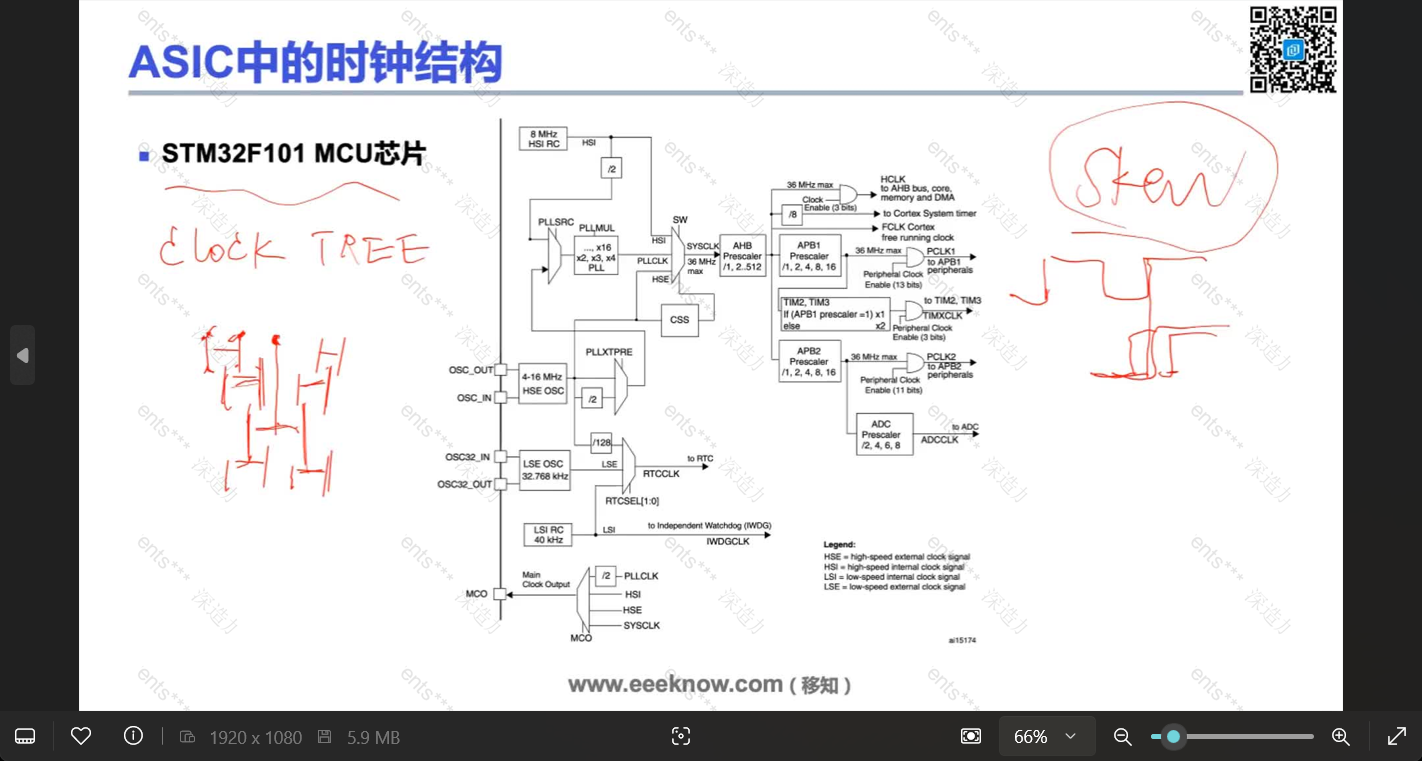 ASIC中的时钟结构
STM32F101 MCU芯片
CLOCK TREE
Skew
8 MHz
HSI RC
HSI
/2
PLLSRC
PLLMUL
..., x16
x2, x3, x4
PLL
SW
HSI
PLLCLK
HSE
SYSCLK
36 MHz
max
CSS
AHB
Prescaler
/1, 2..512
36 MHz max
Clock
Enable (3 bits)
HCLK
to AHB bus, core,
memory and DMA
/8
to Cortex System timer
FCLK Cortex
free running clock
APB1
Prescaler
/1, 2, 4, 8, 16
36 MHz max
PCLK1
to APB1
peripherals
Peripheral Clock
Enable (13 bits)
TIM2, TIM3
If (APB1 prescaler =1) x1
else x2
to TIM2, TIM3
TIMXCLK
Peripheral Clock
Enable (3 bits)
APB2
Prescaler
/1, 2, 4, 8, 16
36 MHz max
PCLK2
to APB2
peripherals
Peripheral Clock
Enable (11 bits)
ADC
Prescaler
/2, 4, 6, 8
to ADC
ADCCLK
PLLXTPRE
OSC_OUT
OSC_IN
4-16 MHz
HSE OSC
/2
/128
OSC32_IN
OSC32_OUT
LSE OSC
32.768 kHz
LSE
to RTC
RTCCLK
RTCSEL[1:0]
LSI RC
40 kHz
LSI
to Independent Watchdog (IWDG)
IWDGCLK
Main
Clock Output
MCO
/2
PLLCLK
HSI
HSE
SYSCLK
MCO
Legend:
HSE = high-speed external clock signal
HSI = high-speed internal clock signal
LSI = low-speed internal clock signal
LSE = low-speed external clock signal
ai15174
www.eeeknow.com ( 移知 )
1920 x 1080
5.9 MB
66%